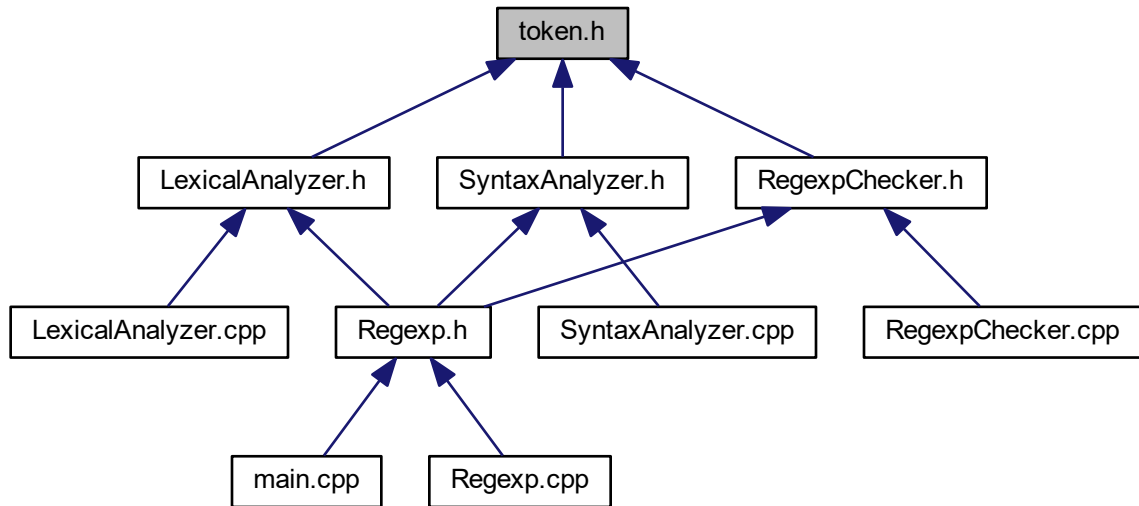 token.h
LexicalAnalyzer.h
SyntaxAnalyzer.h
RegexpChecker.h
LexicalAnalyzer.cpp
Regexp.h
SyntaxAnalyzer.cpp
RegexpChecker.cpp
main.cpp
Regexp.cpp